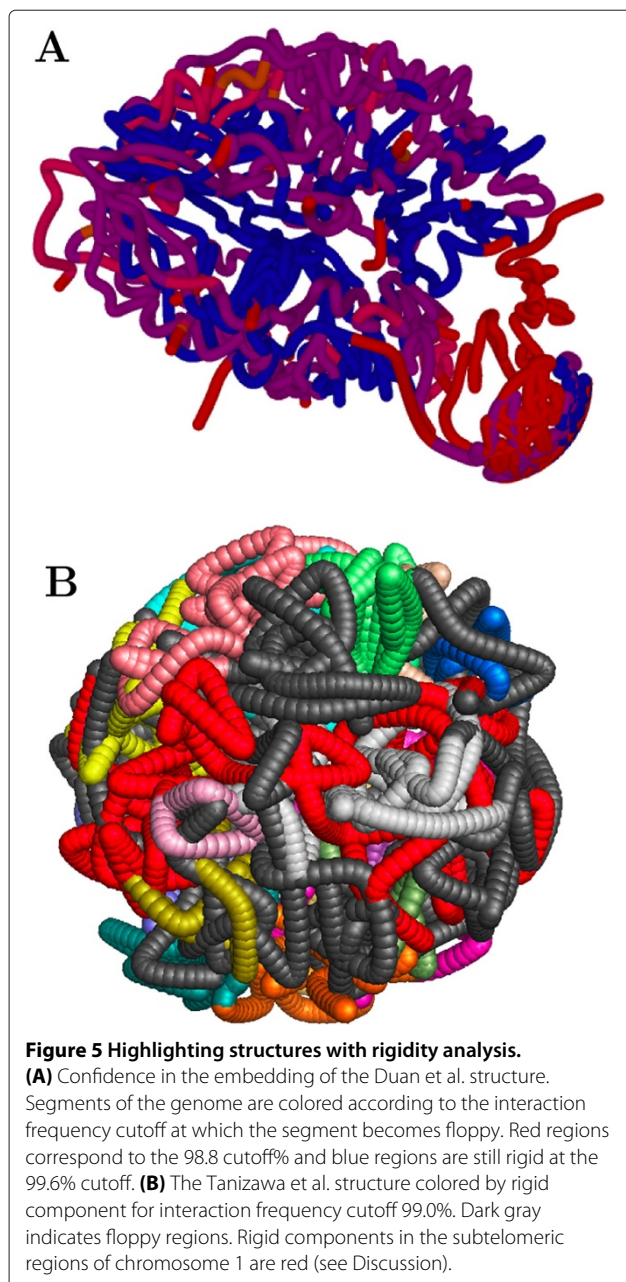 A
B
Figure 5 Highlighting structures with rigidity analysis.
(A) Confidence in the embedding of the Duan et al. structure.
Segments of the genome are colored according to the interaction
frequency cutoff at which the segment becomes floppy. Red regions
correspond to the 98.8 cutoff% and blue regions are still rigid at the
99.6% cutoff. (B) The Tanizawa et al. structure colored by rigid
component for interaction frequency cutoff 99.0%. Dark gray
indicates floppy regions. Rigid components in the subtelomeric
regions of chromosome 1 are red (see Discussion).